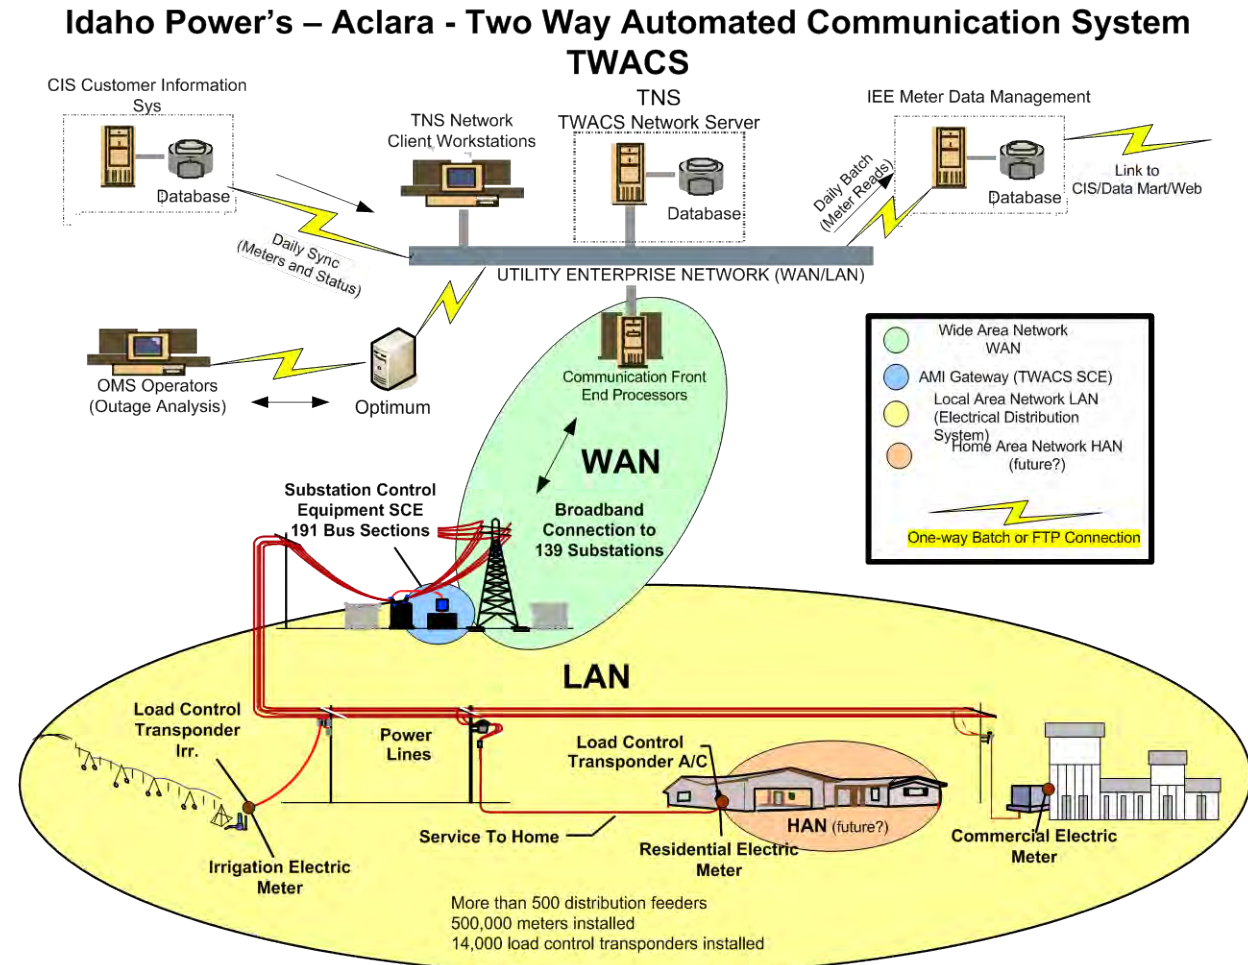 Idaho Power's – Aclara - Two Way Automated Communication System
TWACS
CIS Customer Information
Sys
Database
TNS Network
Client Workstations
TNS
TWACS Network Server
Database
IEE Meter Data Management
Database
Link to
CIS/Data Mart/Web
Daily Batch
(Meter Reads)
Daily Sync
(Meters and Status)
UTILITY ENTERPRISE NETWORK (WAN/LAN)
OMS Operators
(Outage Analysis)
Optimum
Communication Front
End Processors
WAN
Broadband
Connection to
139 Substations
Wide Area Network
WAN
AMI Gateway (TWACS SCE)
Local Area Network LAN
(Electrical Distribution
System)
Home Area Network HAN
(future?)
One-way Batch or FTP Connection
Substation Control
Equipment SCE
191 Bus Sections
LAN
Load Control
Transponder
Irr.
Power
Lines
Load Control
Transponder A/C
Service To Home
HAN (future?)
Residential Electric
Meter
Commercial Electric
Meter
Irrigation Electric
Meter
More than 500 distribution feeders
500,000 meters installed
14,000 load control transponders installed